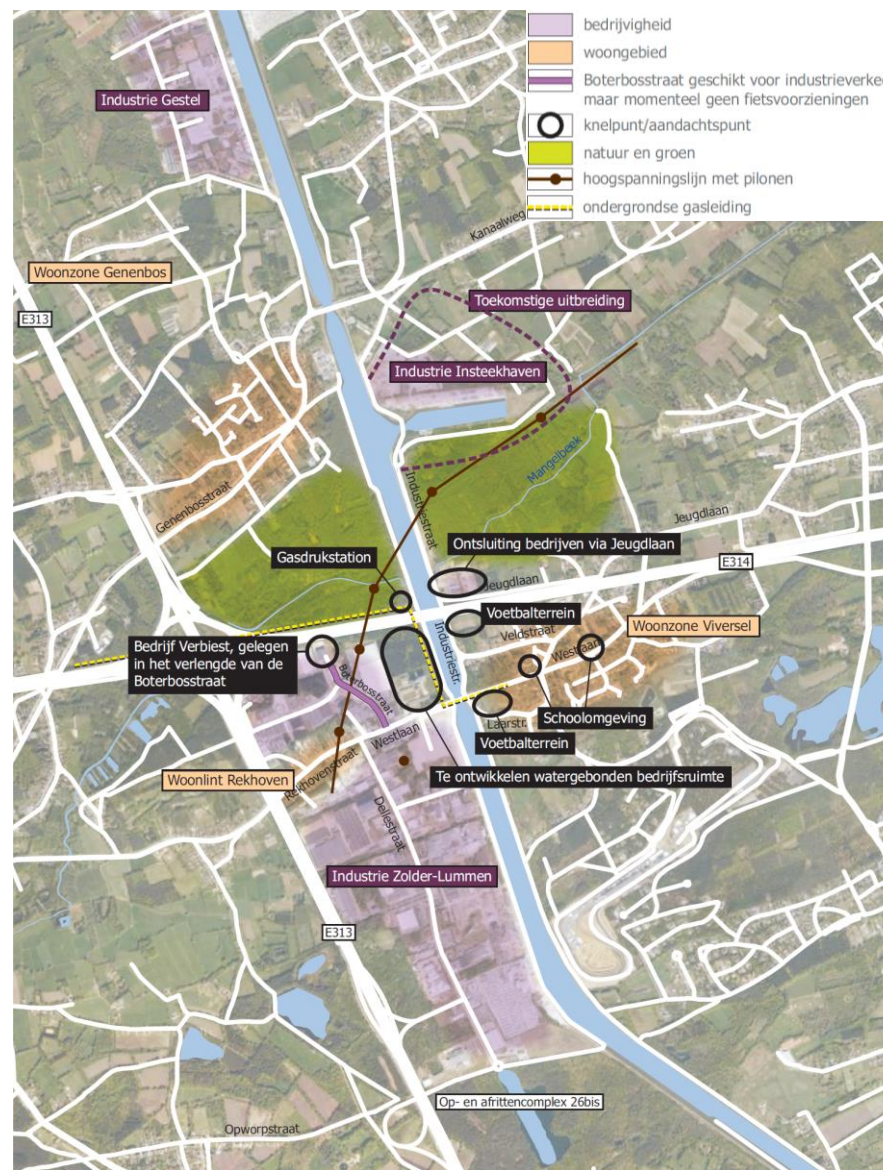 bedrijvigheid
woongebied
Boterbosstraat geschikt voor industrieverke
maar momenteel geen fietsvoorzieningen
knelpunt/aandachtspunt
natuur en groen
hoogspanningslijn met pilonen
ondergrondse gasleiding
Industrie Gestel
Kanaalweg
Woonzone Genenbos
E313
Toekomstige uitbreiding
Industrie Insteekhaven
Mangelbeek
Genenbosstraat
Industriestraat
Jeugdlaan
Ontsluiting bedrijven via Jeugdlaan
Gasdrukstation
E314
Jeugdlaan
Voetbalterrein
Veldstraat
Woonzone Viversel
Bedrijf Verbiest, gelegen
in het verlengde van de
Boterbosstraat
Industriestr.
Westlaan
Boterbosstraat
Schoolomgeving
Laarstr.
Voetbalterrein
Westlaan
Woonlint Rekhoven
Rekhovenstraat
Te ontwikkelen watergebonden bedrijfsruimte
Dellestraat
Industrie Zolder-Lummen
E313
Op- en afrittencomplex 26bis
Opworpstraat